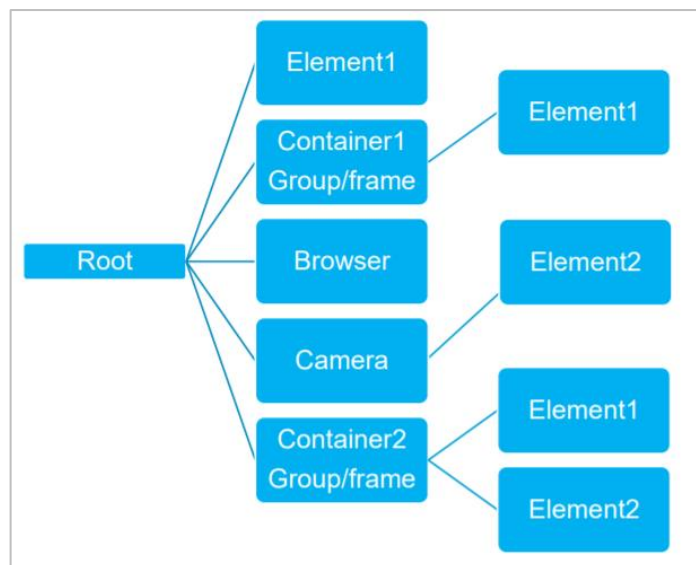 Element1
Element1
Container1
Group/frame
Root
Browser
Element2
Camera
Element1
Container2
Group/frame
Element2